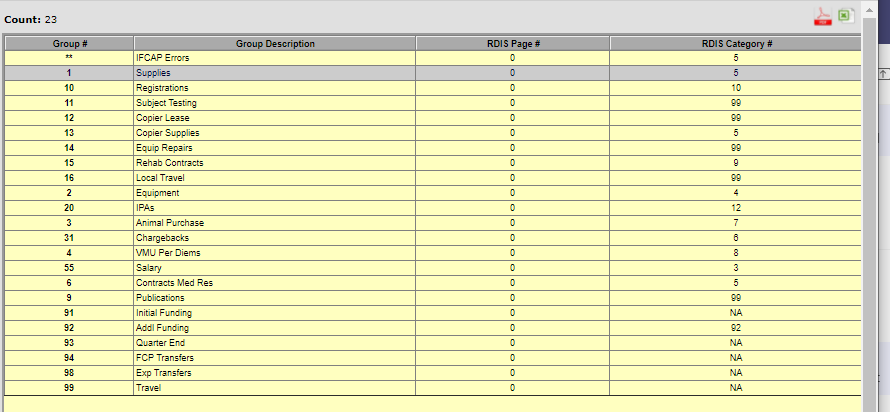 Count: 23
Group # Group Description RDIS Page # RDIS Category #
** IFCAP Errors 0 5
1 Supplies 0 5
10 Registrations 0 10
11 Subject Testing 0 99
12 Copier Lease 0 99
13 Copier Supplies 0 5
14 Equip Repairs 0 99
15 Rehab Contracts 0 9
16 Local Travel 0 99
2 Equipment 0 4
20 IPAs 0 12
3 Animal Purchase 0 7
31 Chargebacks 0 6
4 VMU Per Diems 0 8
55 Salary 0 3
6 Contracts Med Res 0 5
9 Publications 0 99
91 Initial Funding 0 NA
92 Addl Funding 0 92
93 Quarter End 0 NA
94 FCP Transfers 0 NA
98 Exp Transfers 0 NA
99 Travel 0 NA